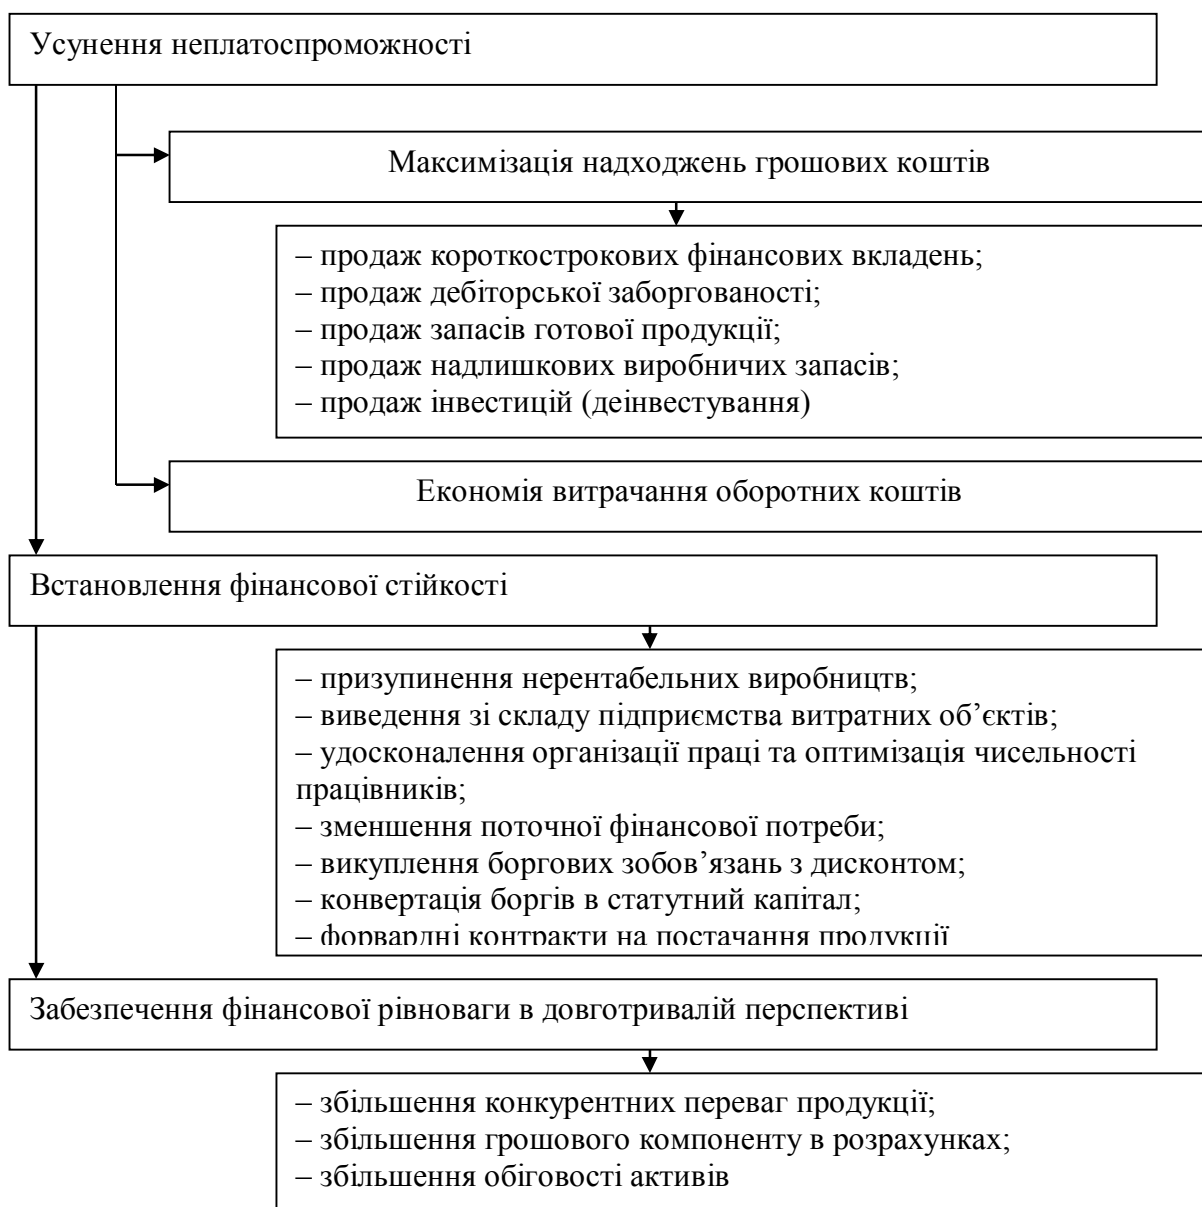 Усунення неплатоспроможності
Максимізація надходжень грошових коштів
– продаж короткострокових фінансових вкладень;
– продаж дебіторської заборгованості;
– продаж запасів готової продукції;
– продаж надлишкових виробничих запасів;
– продаж інвестицій (деінвестування)
Економія витрачання оборотних коштів
Встановлення фінансової стійкості
– призупинення нерентабельних виробництв;
– виведення зі складу підприємства витратних об’єктів;
– удосконалення організації праці та оптимізація чисельності
працівників;
– зменшення поточної фінансової потреби;
– викуплення боргових зобов’язань з дисконтом;
– конвертація боргів в статутний капітал;
– форвардні контракти на постачання продукції
Забезпечення фінансової рівноваги в довготривалій перспективі
– збільшення конкурентних переваг продукції;
– збільшення грошового компоненту в розрахунках;
– збільшення обіговості активів